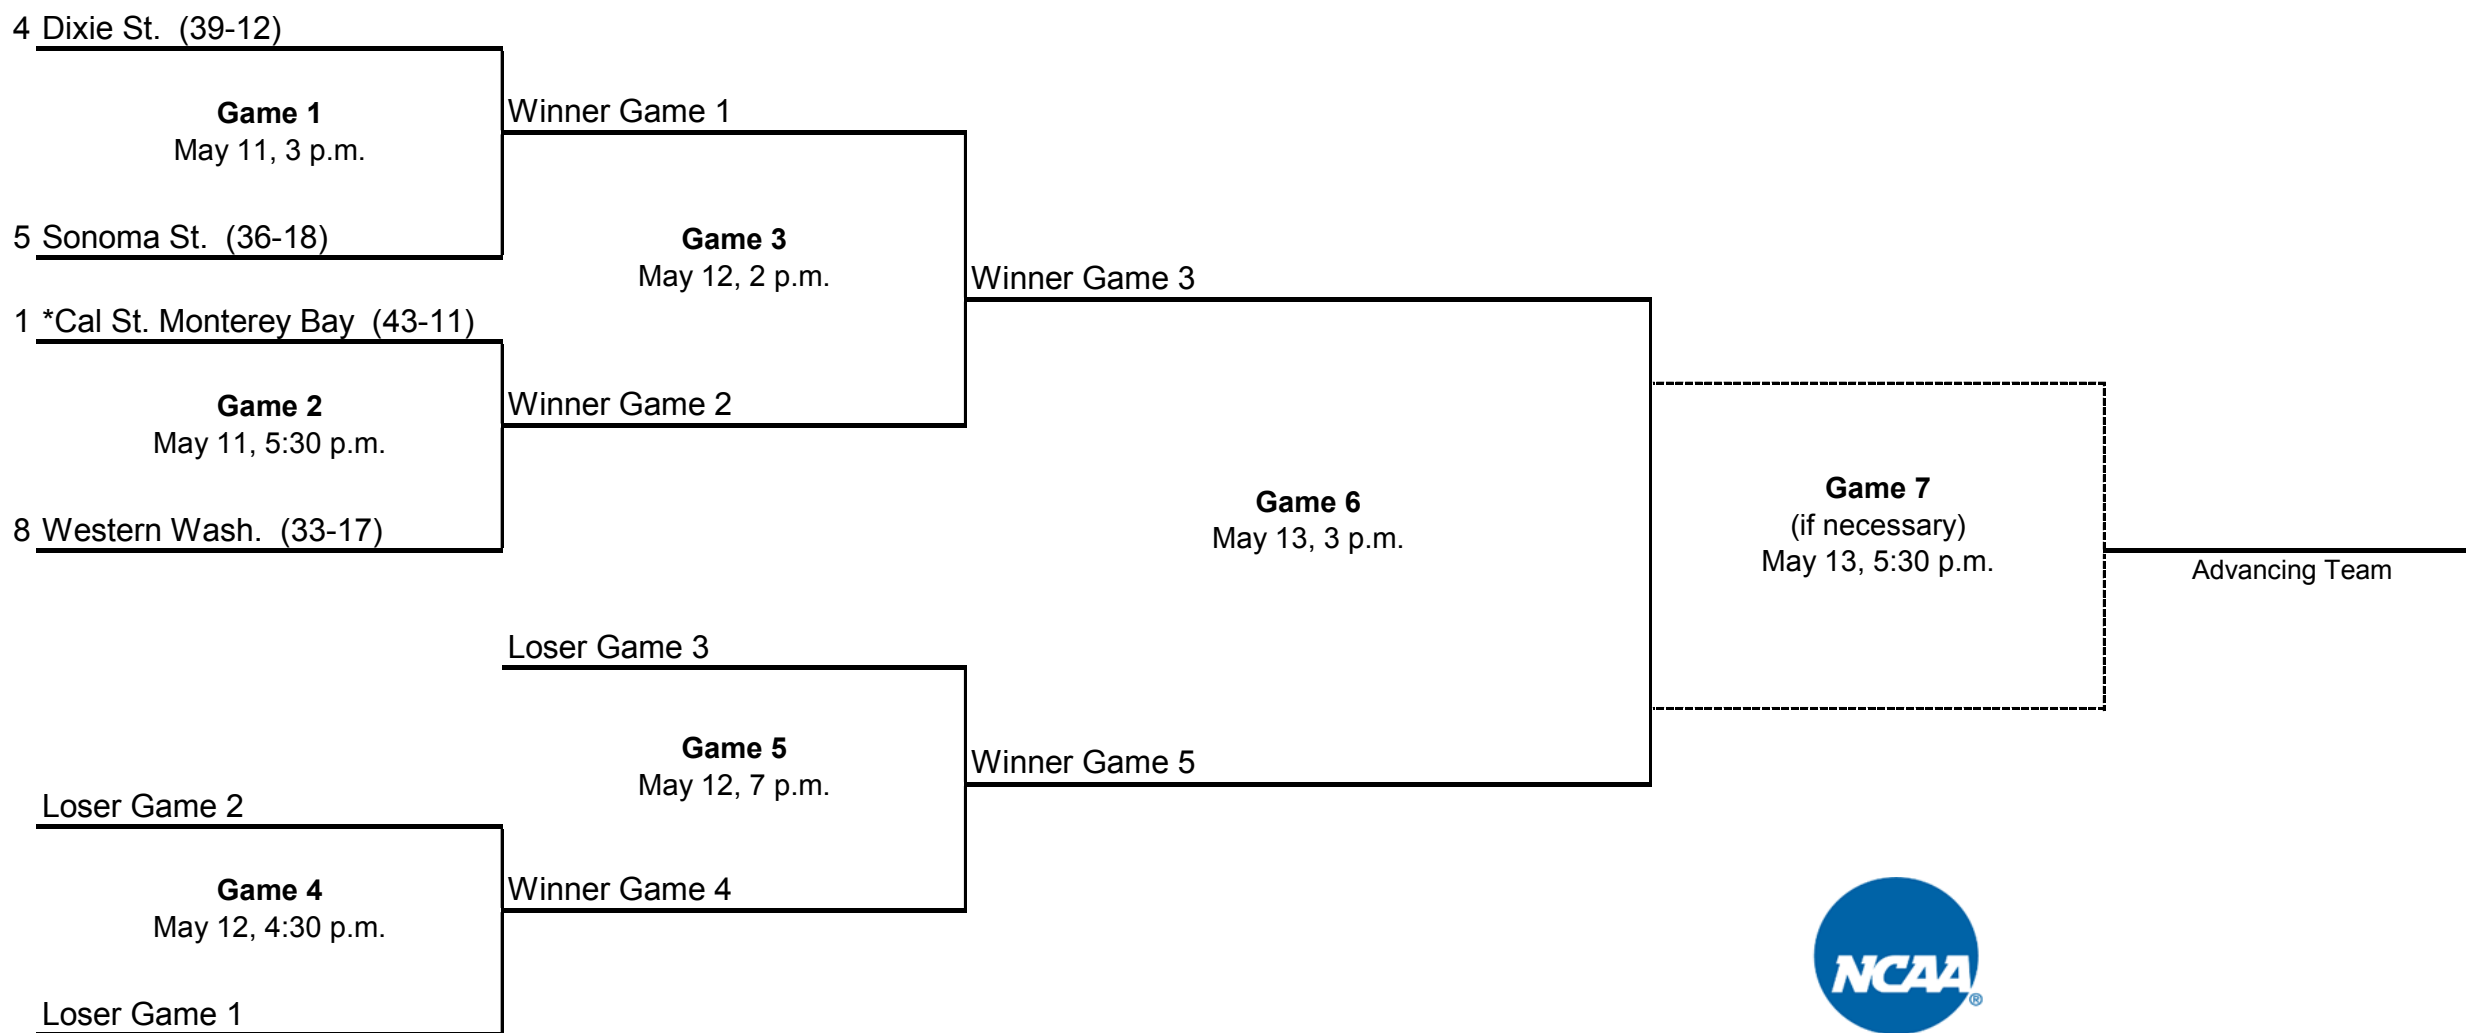 4 Dixie St. (39-12)
Game 1
May 11, 3 p.m.
Winner Game 1
5 Sonoma St. (36-18)
Game 3
May 12, 2 p.m.
Winner Game 3
1 *Cal St. Monterey Bay (43-11)
Game 2
May 11, 5:30 p.m.
Winner Game 2
8 Western Wash. (33-17)
Game 6
May 13, 3 p.m.
Game 7
(if necessary)
May 13, 5:30 p.m.
Advancing Team
Loser Game 3
Game 5
May 12, 7 p.m.
Winner Game 5
Loser Game 2
Game 4
May 12, 4:30 p.m.
Winner Game 4
Loser Game 1
NCAA®